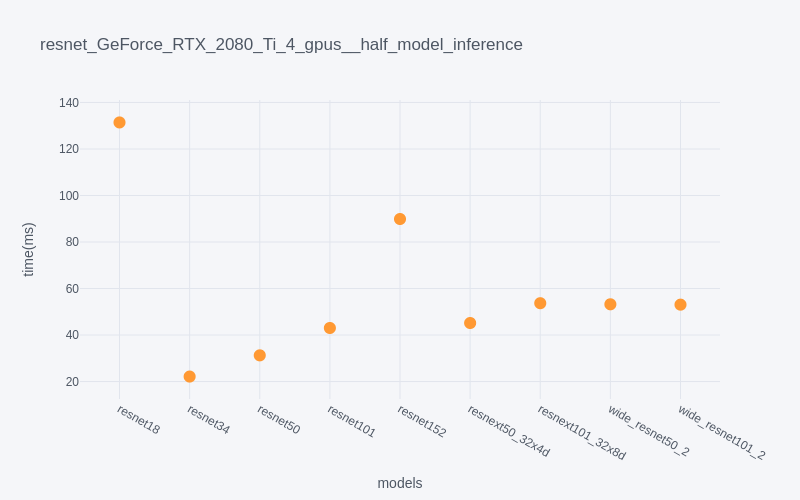 resnet_GeForce_RTX_2080_Ti_4_gpus__half_model_inference
140
120
100
80
60
40
20
time(ms)
resnet18
resnet34
resnet50
resnet101
resnet152
resnext50_32x4d
resnext101_32x8d
wide_resnet50_2
wide_resnet101_2
models